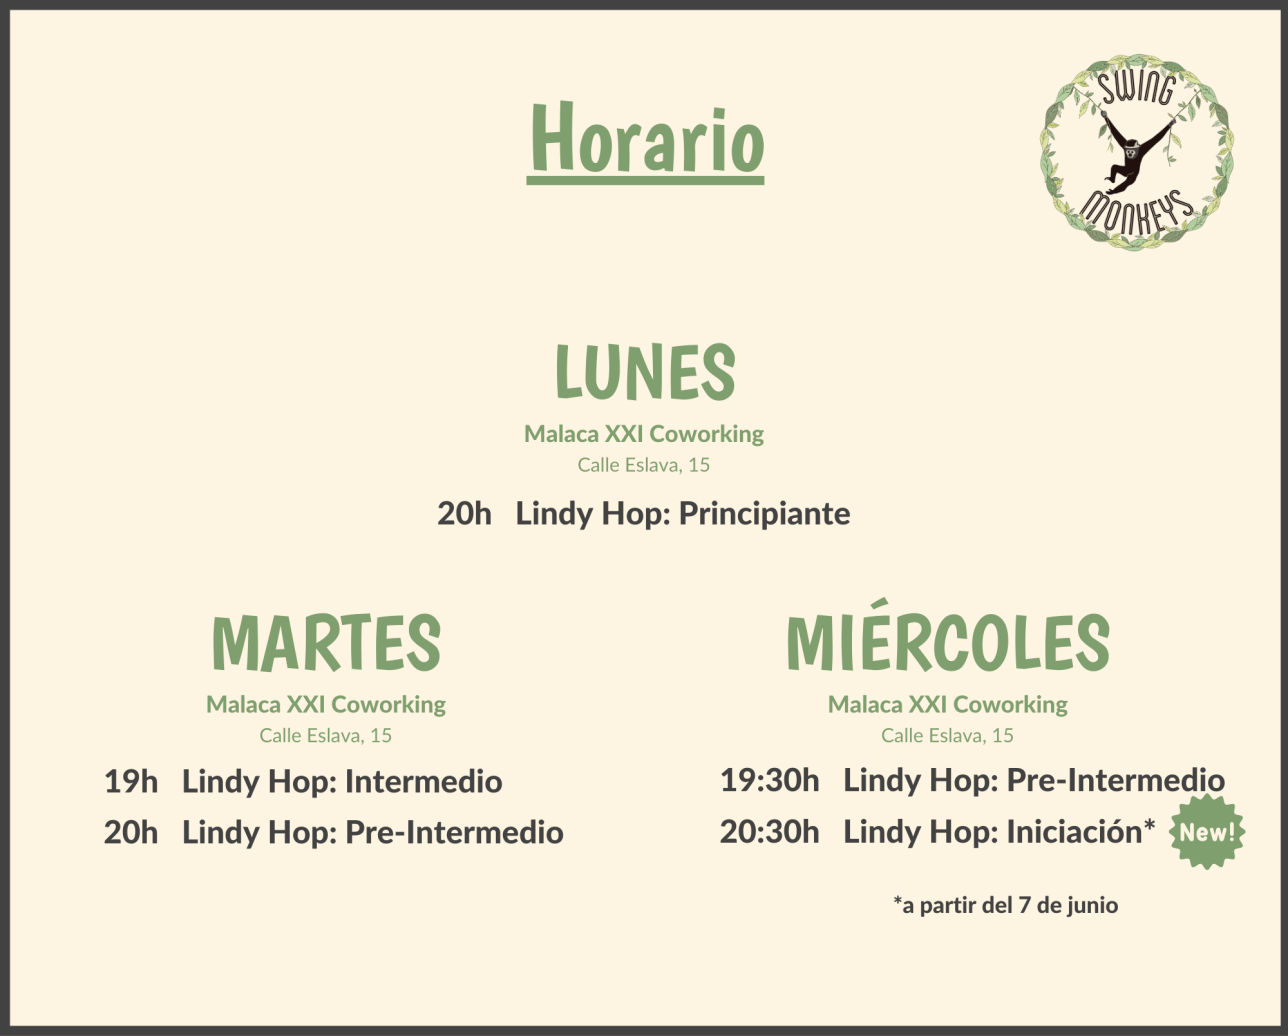 Horario
SWING
MONKEYS
LUNES
Malaca XXI Coworking
Calle Eslava, 15
20h Lindy Hop: Principiante
MARTES
Malaca XXI Coworking
Calle Eslava, 15
19h Lindy Hop: Intermedio
20h Lindy Hop: Pre-Intermedio
MIÉRCOLES
Malaca XXI Coworking
Calle Eslava, 15
19:30h Lindy Hop: Pre-Intermedio
20:30h Lindy Hop: Iniciación* New!
*a partir del 7 de junio